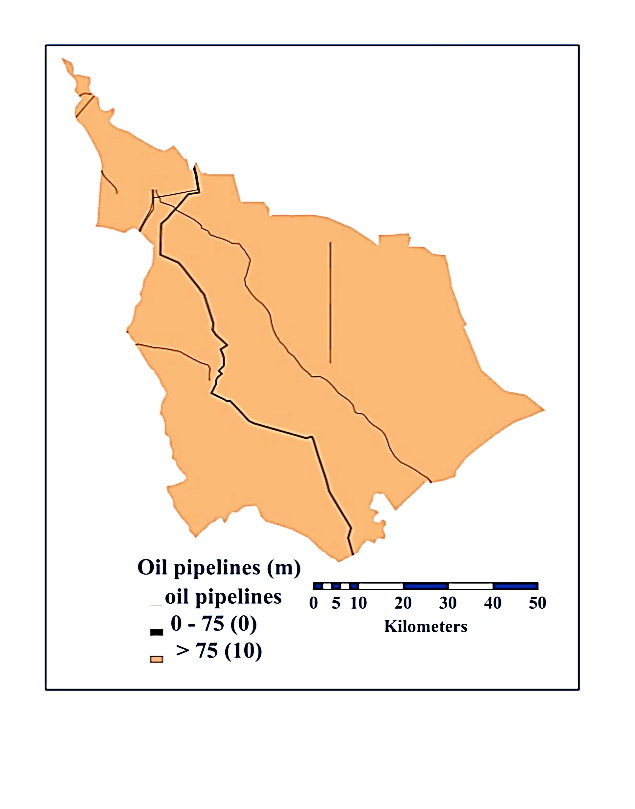 Oil pipelines (m)
oil pipelines
0 - 75 (0)
> 75 (10)
0 5 10 20 30 40 50
Kilometers